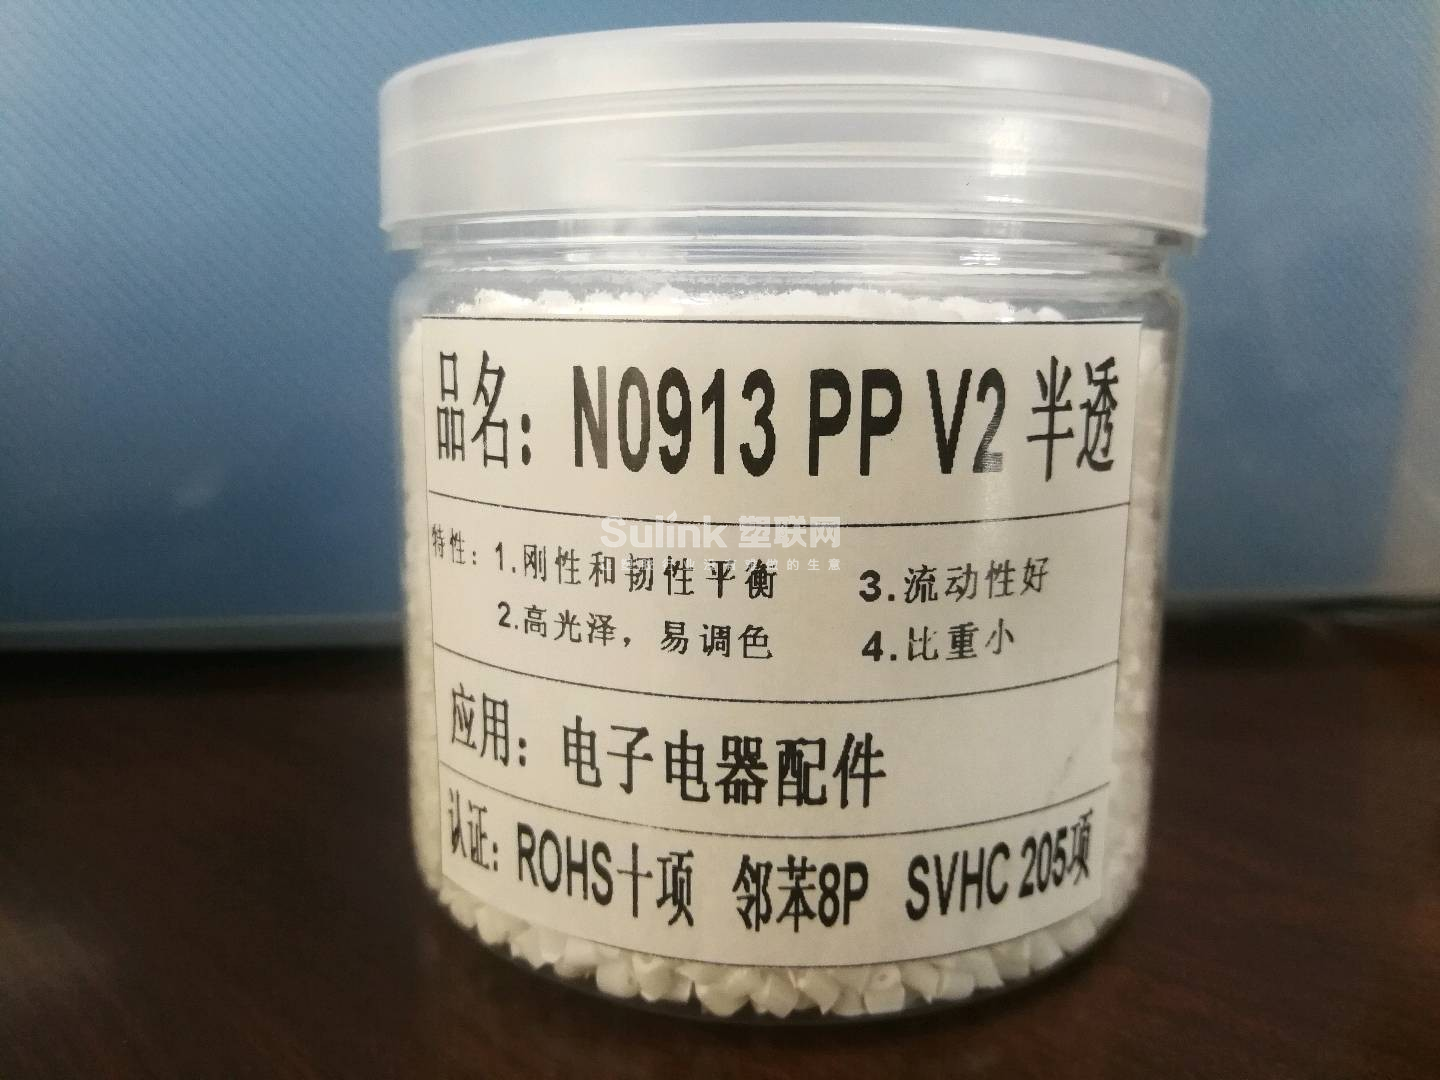 品名：N0913 PP V2 半透
Sulink 塑联网
特性：1.刚性和韧性平衡 3.流动性好
2.高光泽，易调色 4.比重小
应用：电子电器配件
认证：ROHS十项 邻苯8P SVHC 205项